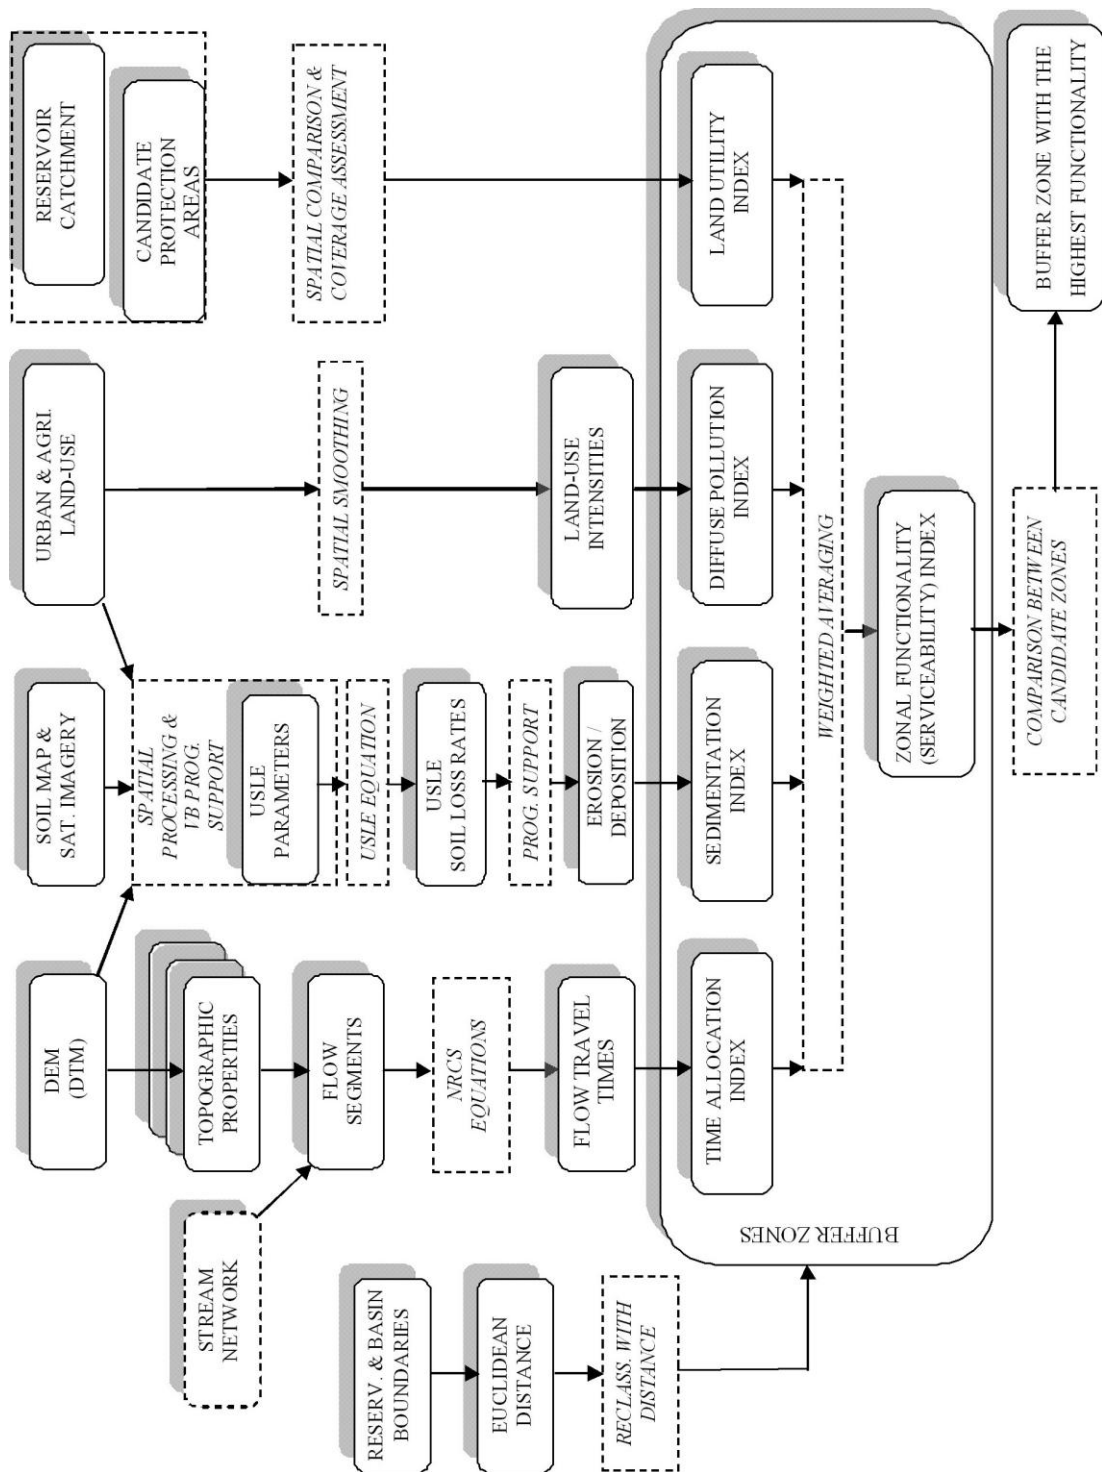 RESERVOIR
CATCHMENT
CANDIDATE
PROTECTION
AREAS
SPATIAL COMPARISON &
COVERAGE ASSESSMENT
LAND UTILITY
INDEX
URBAN & AGRI.
LAND-USE
SPATIAL SMOOTHING
LAND-USE
INTENSITIES
DIFFUSE POLLUTION
INDEX
SOIL MAP &
SAT. IMAGERY
SPATIAL
PROCESSING &
VB PROG.
SUPPORT
USLE
PARAMETERS
USLE EQUATION
USLE
SOIL LOSS RATES
PROG. SUPPORT
EROSION /
DEPOSITION
SEDIMENTATION
INDEX
DEM
(DTM)
TOPOGRAPHIC
PROPERTIES
STREAM
NETWORK
FLOW
SEGMENTS
NRCS
EQUATIONS
FLOW TRAVEL
TIMES
TIME ALLOCATION
INDEX
RESERV. & BASIN
BOUNDARIES
EUCLIDEAN
DISTANCE
RECLASS. WITH
DISTANCE
BUFFER ZONES
WEIGHTED AVERAGING
ZONAL FUNCTIONALITY
(SERVICEABILITY) INDEX
COMPARISON BETWEEN
CANDIDATE ZONES
BUFFER ZONE WITH THE
HIGHEST FUNCTIONALITY